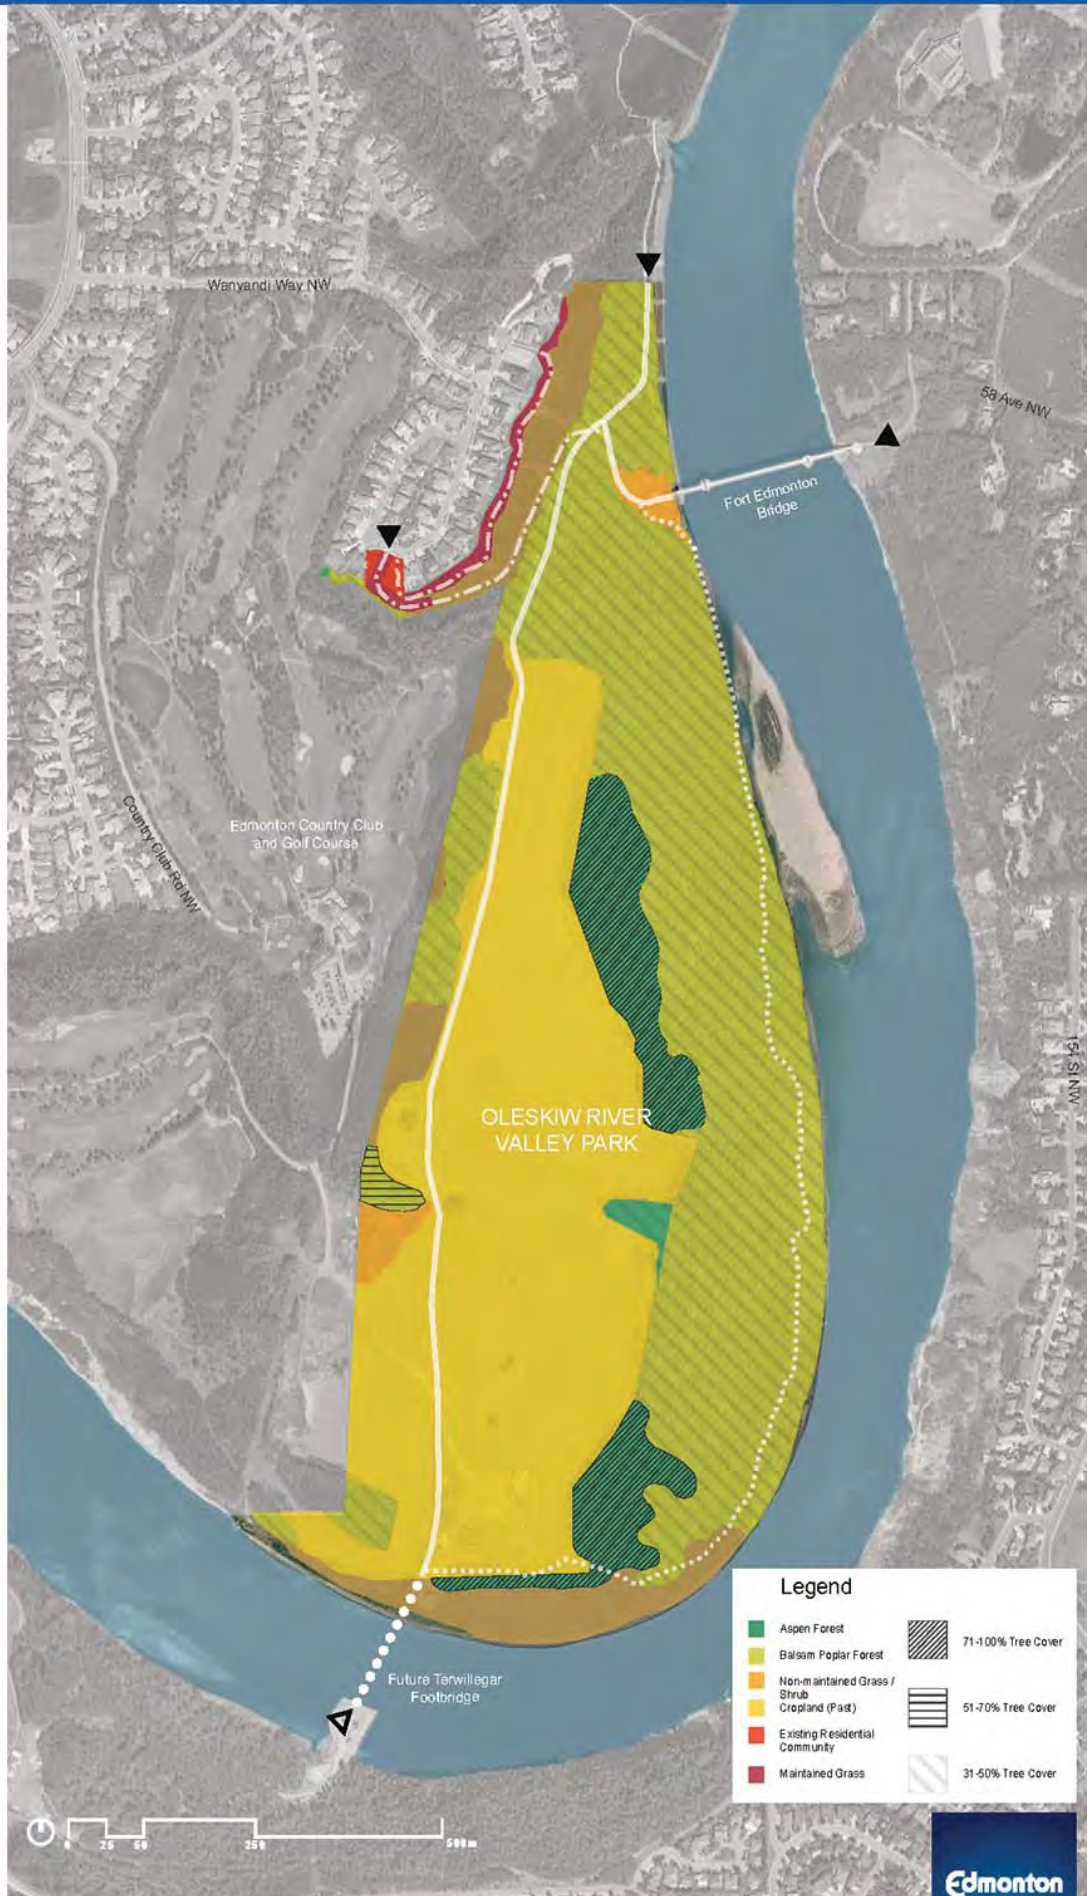 Wanyandi Way NW
58 Ave NW
Fort Edmonton
Bridge
Country Club Rd NW
Edmonton Country Club
and Golf Course
154 St NW
OLESKIW RIVER
VALLEY PARK
Future Terwillegar
Footbridge
Legend
Aspen Forest
Balsam Poplar Forest
Non-maintained Grass /
Shrub
Cropland (Past)
Existing Residential
Community
Maintained Grass
71-100% Tree Cover
51-70% Tree Cover
31-50% Tree Cover
0 25 50 250 500m
Edmonton